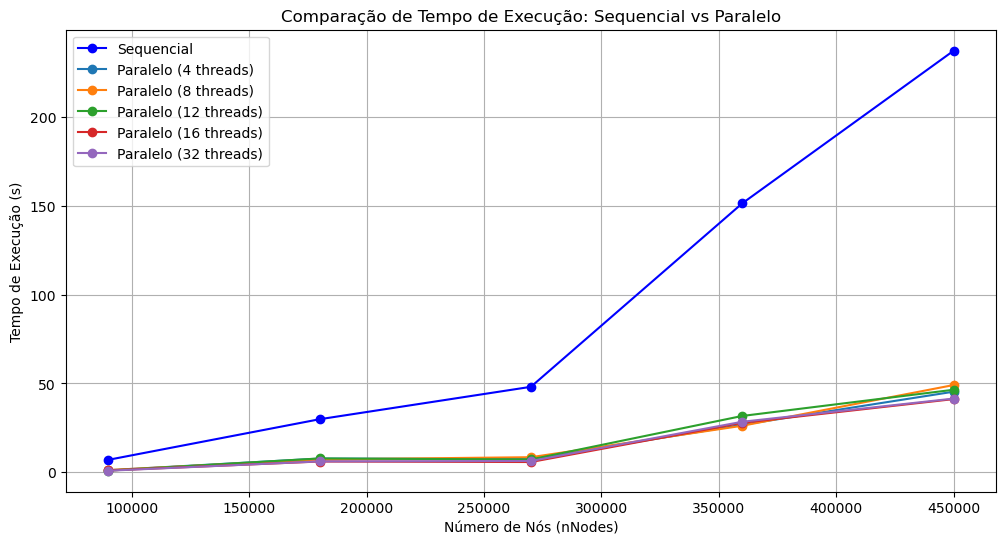 Comparação de Tempo de Execução: Sequencial vs Paralelo
Sequencial
Paralelo (4 threads)
Paralelo (8 threads)
Paralelo (12 threads)
Paralelo (16 threads)
Paralelo (32 threads)
Tempo de Execução (s)
200
150
100
50
0
100000 150000 200000 250000 300000 350000 400000 450000
Número de Nós (nNodes)